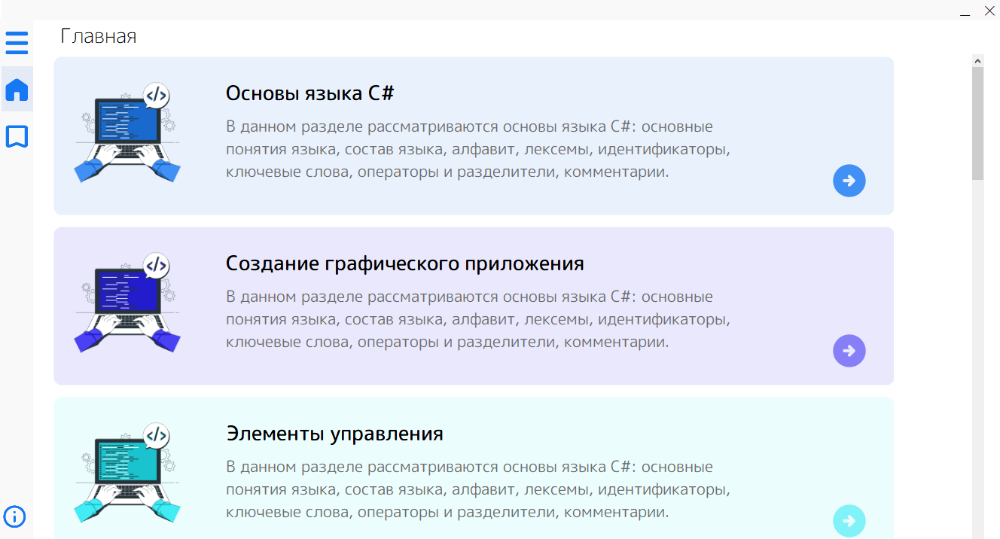 Главная
Основы языка C#
В данном разделе рассматриваются основы языка C#: основные
понятия языка, состав языка, алфавит, лексемы, идентификаторы,
ключевые слова, операторы и разделители, комментарии.
Создание графического приложения
В данном разделе рассматриваются основы языка C#: основные
понятия языка, состав языка, алфавит, лексемы, идентификаторы,
ключевые слова, операторы и разделители, комментарии.
Элементы управления
В данном разделе рассматриваются основы языка C#: основные
понятия языка, состав языка, алфавит, лексемы, идентификаторы,
ключевые слова, операторы и разделители, комментарии.